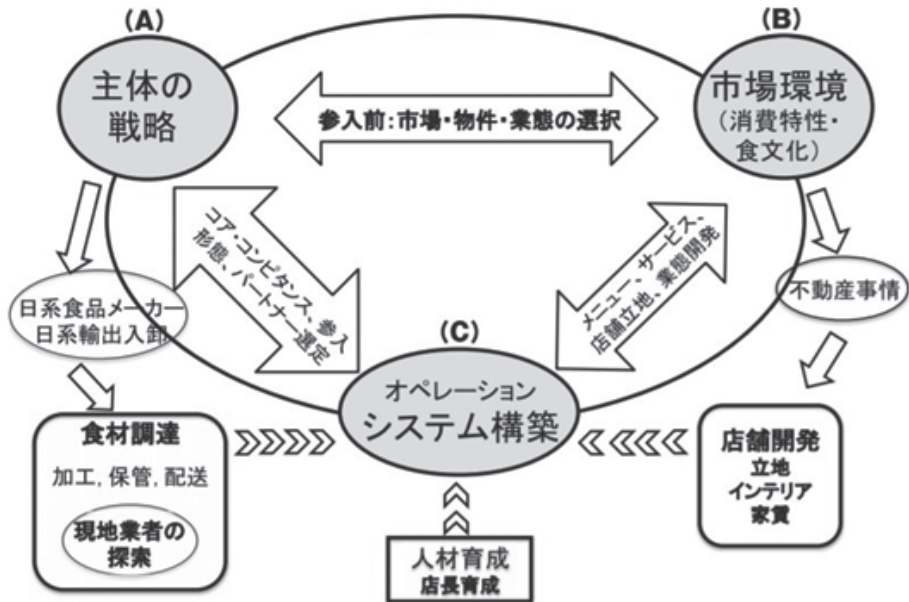 (A)
主体の
戦略
(B)
市場環境
(消費特性・
食文化)
参入前:市場・物件・業態の選択
コア・コンピタンス、参入
形態、パートナー選定
メニュー、サービス、
店舗立地、業態開発
日系食品メーカー
日系輸出入卸
不動産事情
(C)
オペレーション
システム構築
食材調達
加工, 保管, 配送
現地業者の
探索
店舗開発
立地
インテリア
家賃
人材育成
店長育成